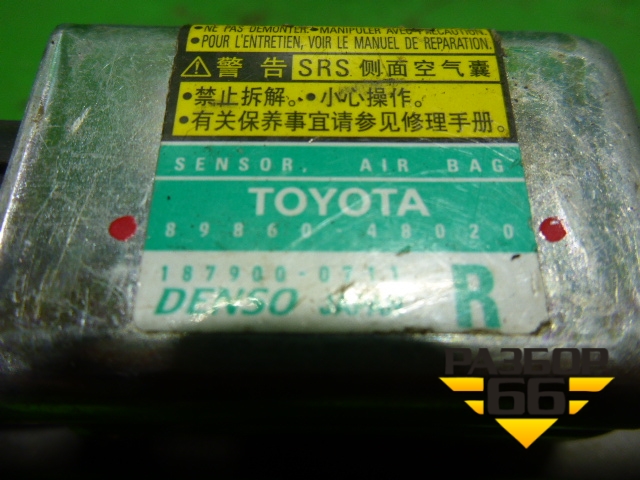 •NE PAS DEMONTER.•MANIPULER AVEC PRECAUTION.
•POUR L'ENTRETIEN, VOIR LE MANUEL DE REPARATION.
警告 SRS 侧面空气囊
•禁止拆解。•小心操作。
•有关保养事宜请参见修理手册。
SENSOR, AIR BAG
TOYOTA
89860-48020
187900-0711
DENSO JAPAN R
РАЗБОР
66